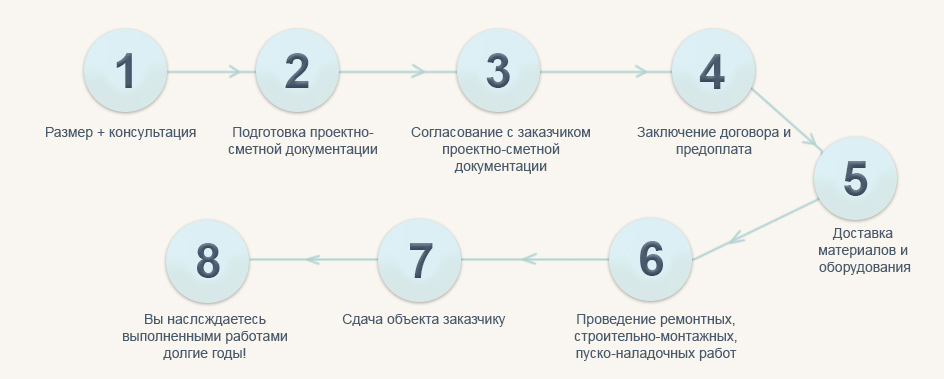 1
2
3
4
Размер + консультация
Подготовка проектно-
сметной документации
Согласование с заказчиком
проектно-сметной
документации
Заключение договора и
предоплата
5
Доставка
материалов и
оборудования
6
Проведение ремонтных,
строительно-монтажных,
пуско-наладочных работ
7
Сдача объекта заказчику
8
Вы наслсждаетесь
выполненными работами
долгие годы!